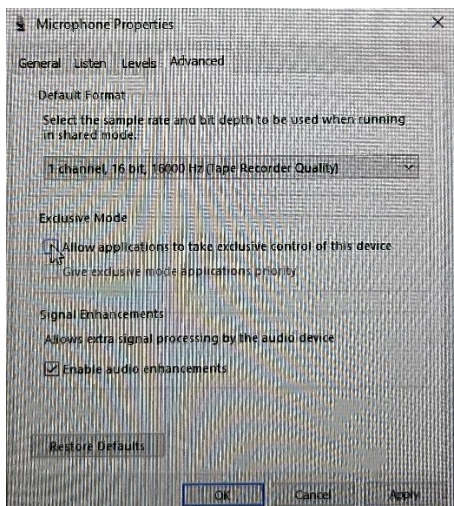 Microphone Properties
General Listen Levels Advanced
Default Format
Select the sample rate and bit depth to be used when running
in shared mode.
1 channel, 16 bit, 16000 Hz (Tape Recorder Quality)
Exclusive Mode
Allow applications to take exclusive control of this device
Give exclusive mode applications priority
Signal Enhancements
Allows extra signal processing by the audio device
Enable audio enhancements
Restore Defaults
OK Cancel Apply